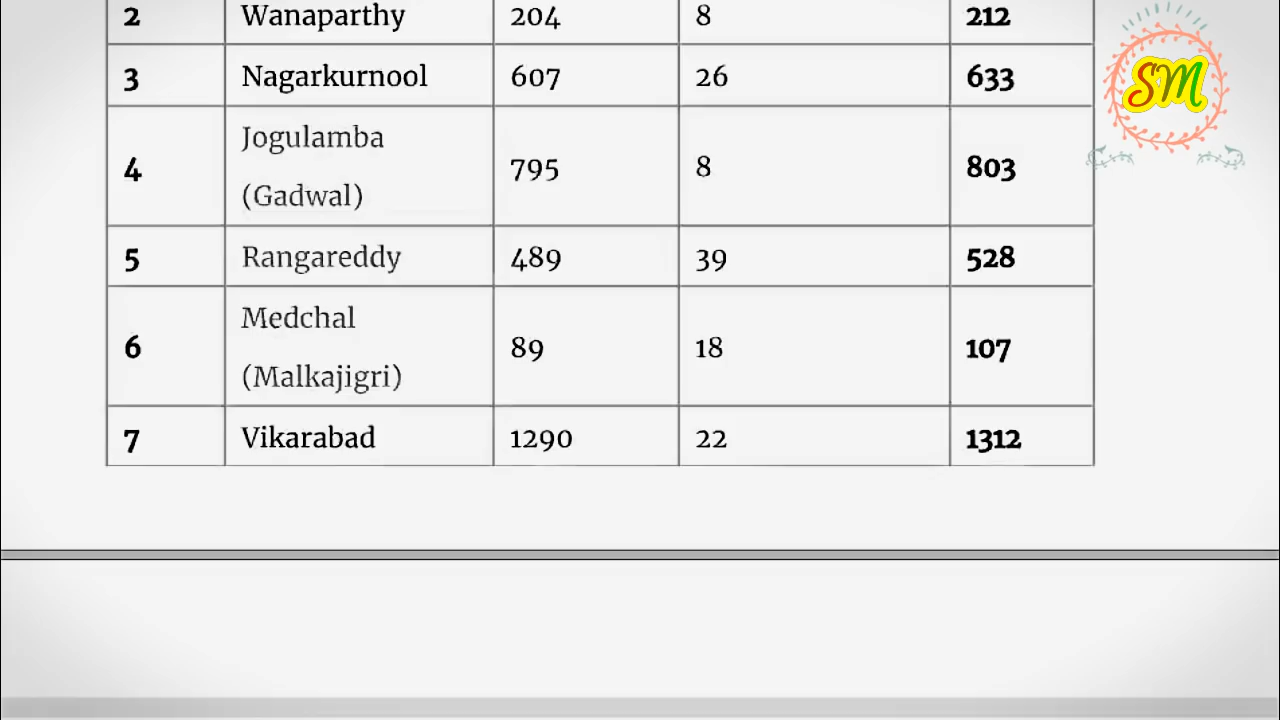 2 Wanaparthy 204 8 212
3 Nagarkurnool 607 26 633
4 Jogulamba (Gadwal) 795 8 803
5 Rangareddy 489 39 528
6 Medchal (Malkajigri) 89 18 107
7 Vikarabad 1290 22 1312
SM